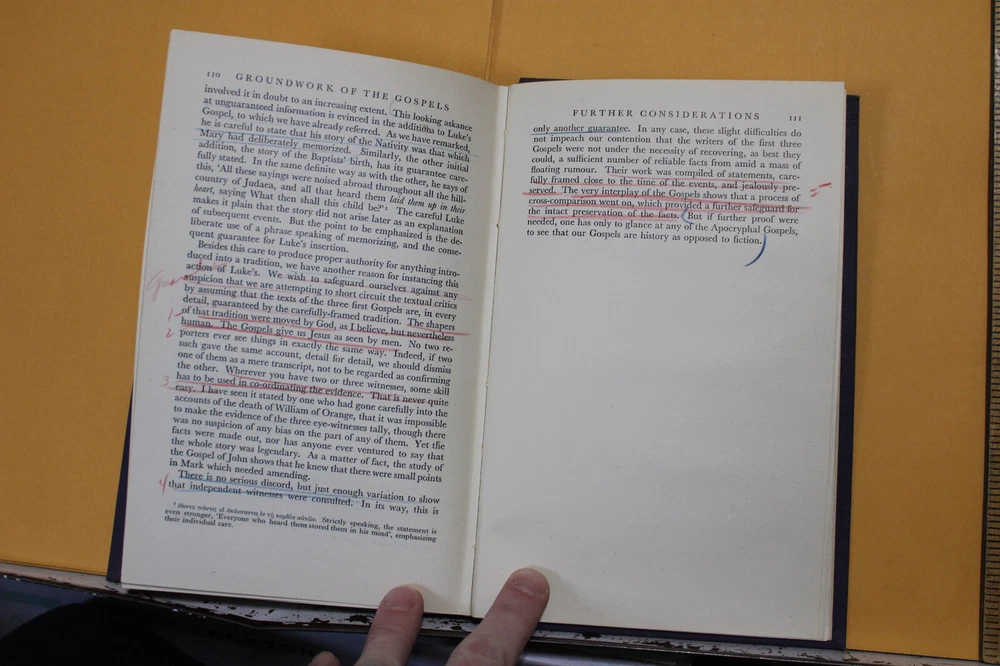 110 GROUNDWORK OF THE GOSPELS
involved it in doubt to an increasing extent. This looking askance
at unguaranteed information is evinced in the additions to Luke's
Gospel, to which we have already referred. As we have remarked,
he is careful to state that his story of the Nativity was that which
Mary had deliberately memorized. Similarly, the other initial
addition, the story of the Baptists' birth, has its guarantee care-
fully stated. In the same definite way as with the other, he says of
this, 'All these sayings were noised abroad throughout all the hill-
country of Judaea, and all that heard them laid them up in their
heart, saying What then shall this child be?'¹ The careful Luke
makes it plain that the story did not arise later as an explanation
of subsequent events. But the point to be emphasized is the de-
liberate use of a phrase speaking of memorizing, and the conse-
quent guarantee for Luke's insertion.
Besides this care to produce proper authority for anything intro-
duced into a tradition, we have another reason for instancing this
action of Luke's. We wish to safeguard ourselves against any
suspicion that we are attempting to short circuit the textual critics
by assuming that the texts of the three first Gospels are, in every
detail, guaranteed by the carefully-framed tradition. The shapers
1 of that tradition were moved by God, as I believe, but nevertheless
human. The Gospels give us Jesus as seen by men. No two re-
2 porters ever see things in exactly the same way. Indeed, if two
such gave the same account, detail for detail, we should dismiss
one of them as a mere transcript, not to be regarded as confirming
the other. Wherever you have two or three witnesses, some skill
3 has to be used in co-ordinating the evidence. That is never quite
easy. I have seen it stated by one who had gone carefully into the
accounts of the death of William of Orange, that it was impossible
to make the evidence of the three eye-witnesses tally, though there
was no suspicion of any bias on the part of any of them. Yet the
facts were made out, nor has anyone ever ventured to say that
the whole story was legendary. As a matter of fact, the study of
the Gospel of John shows that he knew that there were small points
in Mark which needed amending.
4 There is no serious discord, but just enough variation to show
that independent witnesses were consulted. In its way, this is
¹ ἔθεντο πάντες οἱ ἀκούσαντες ἐν τῇ καρδίᾳ αὐτῶν. Strictly speaking, the statement is
even stronger, 'Everyone who heard them stored them in his mind', emphasizing
their individual care.
FURTHER CONSIDERATIONS 111
only another guarantee. In any case, these slight difficulties do
not impeach our contention that the writers of the first three
Gospels were not under the necessity of recovering, as best they
could, a sufficient number of reliable facts from amid a mass of
floating rumour. Their work was compiled of statements, care-
fully framed close to the time of the events, and jealously pre-
served. The very interplay of the Gospels shows that a process of
cross-comparison went on, which provided a further safeguard for
the intact preservation of the facts. But if further proof were
needed, one has only to glance at any of the Apocryphal Gospels,
to see that our Gospels are history as opposed to fiction.